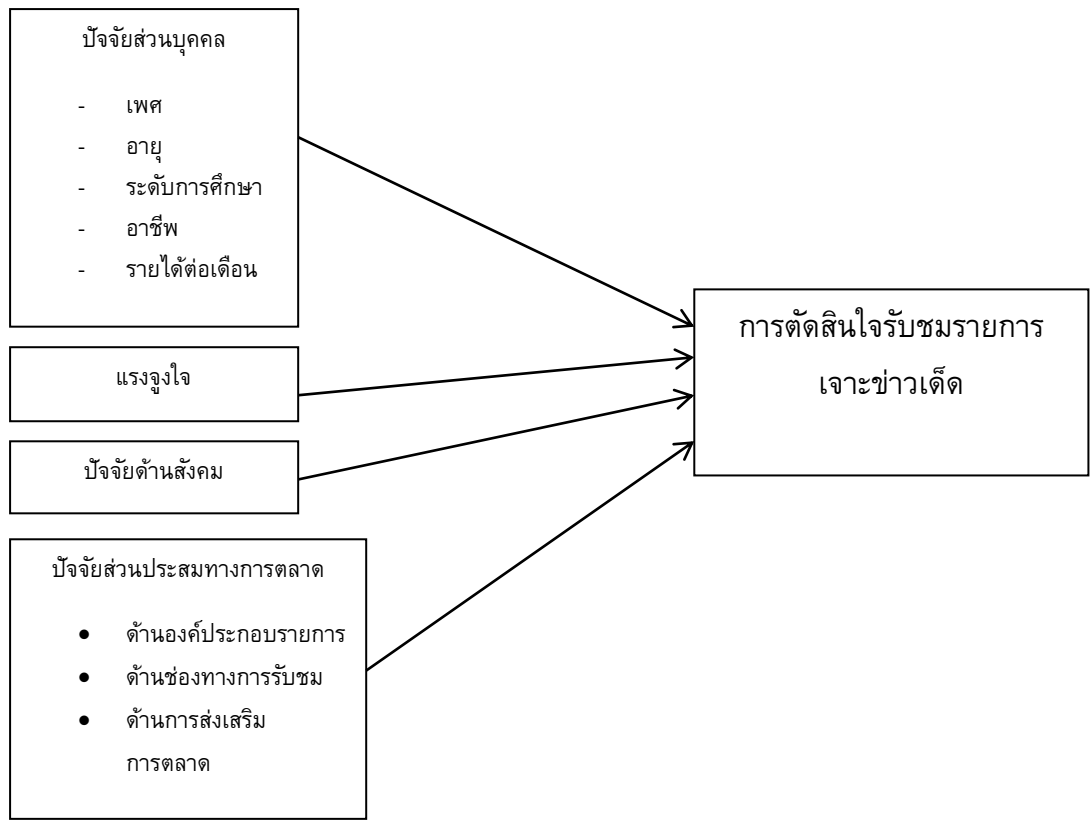 ปัจจัยส่วนบุคคล
- เพศ
- อายุ
- ระดับการศึกษา
- อาชีพ
- รายได้ต่อเดือน
แรงจูงใจ
ปัจจัยด้านสังคม
ปัจจัยส่วนประสมทางการตลาด
● ด้านองค์ประกอบรายการ
● ด้านช่องทางการรับชม
● ด้านการส่งเสริม
การตลาด
การตัดสินใจรับชมรายการ
เจาะข่าวเด็ด